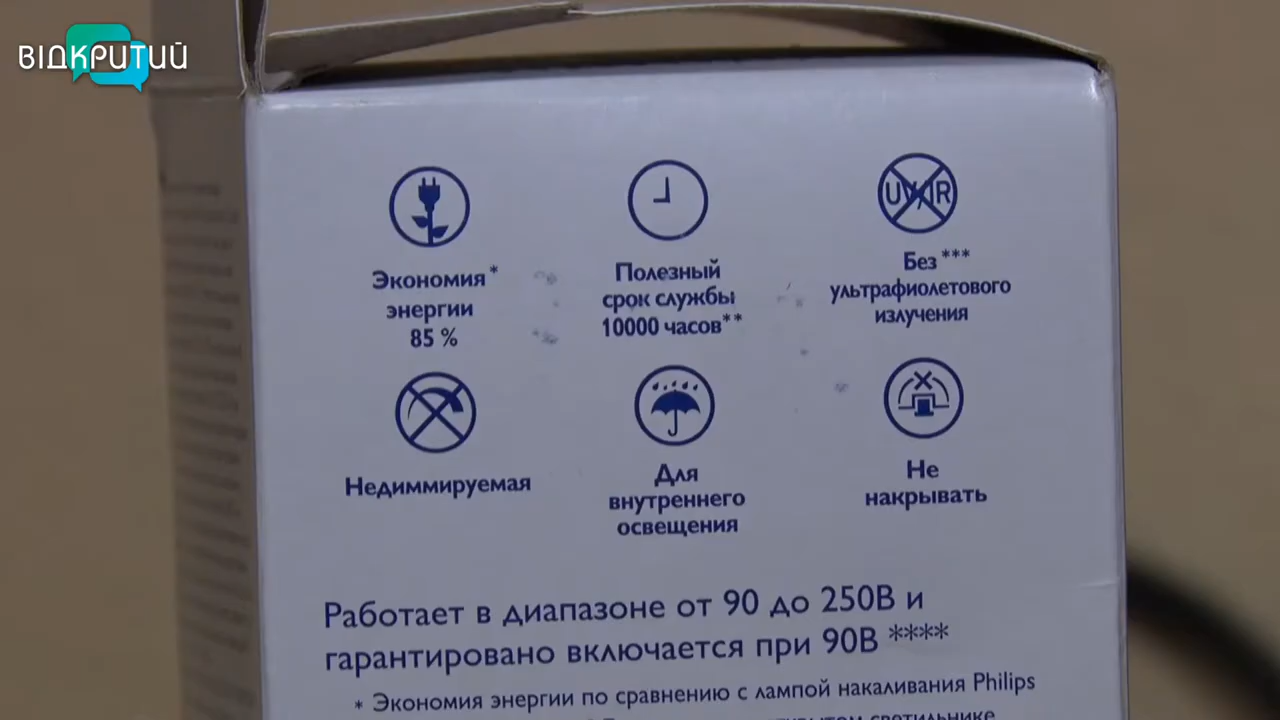 ВІДКРИТИЙ
UV/IR
Экономия*
энергии
85 %
Полезный
срок службы
10000 часов**
Без***
ультрафиолетового
излучения
Недиммируемая
Для
внутреннего
освещения
Не
накрывать
Работает в диапазоне от 90 до 250В и
гарантировано включается при 90В ****
* Экономия энергии по сравнению с лампой накаливания Philips
светильнике